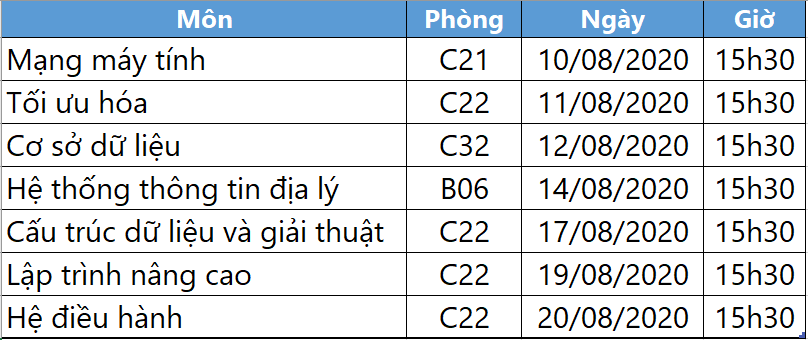 Môn Phòng Ngày Giờ
Mạng máy tính C21 10/08/2020 15h30
Tối ưu hóa C22 11/08/2020 15h30
Cơ sở dữ liệu C32 12/08/2020 15h30
Hệ thống thông tin địa lý B06 14/08/2020 15h30
Cấu trúc dữ liệu và giải thuật C22 17/08/2020 15h30
Lập trình nâng cao C22 19/08/2020 15h30
Hệ điều hành C22 20/08/2020 15h30